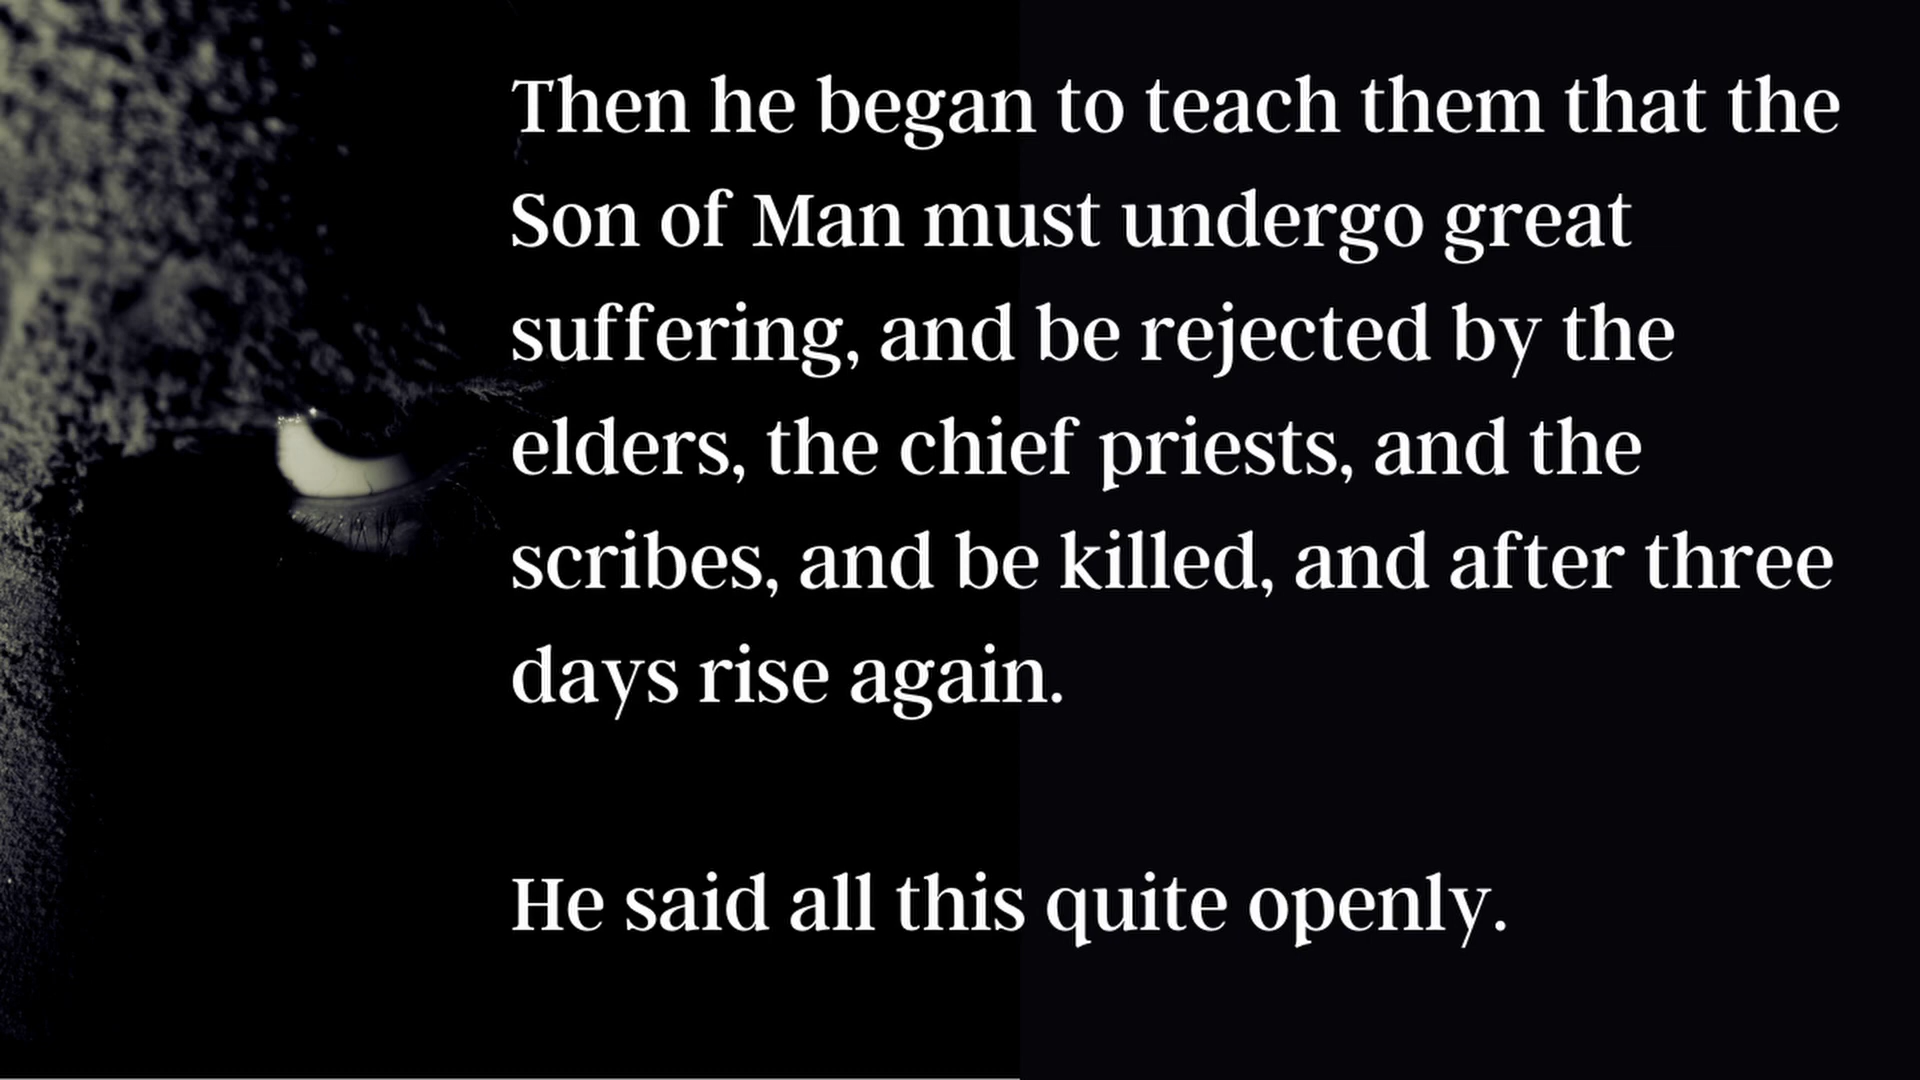 Then he began to teach them that the
Son of Man must undergo great
suffering, and be rejected by the
elders, the chief priests, and the
scribes, and be killed, and after three
days rise again.
He said all this quite openly.